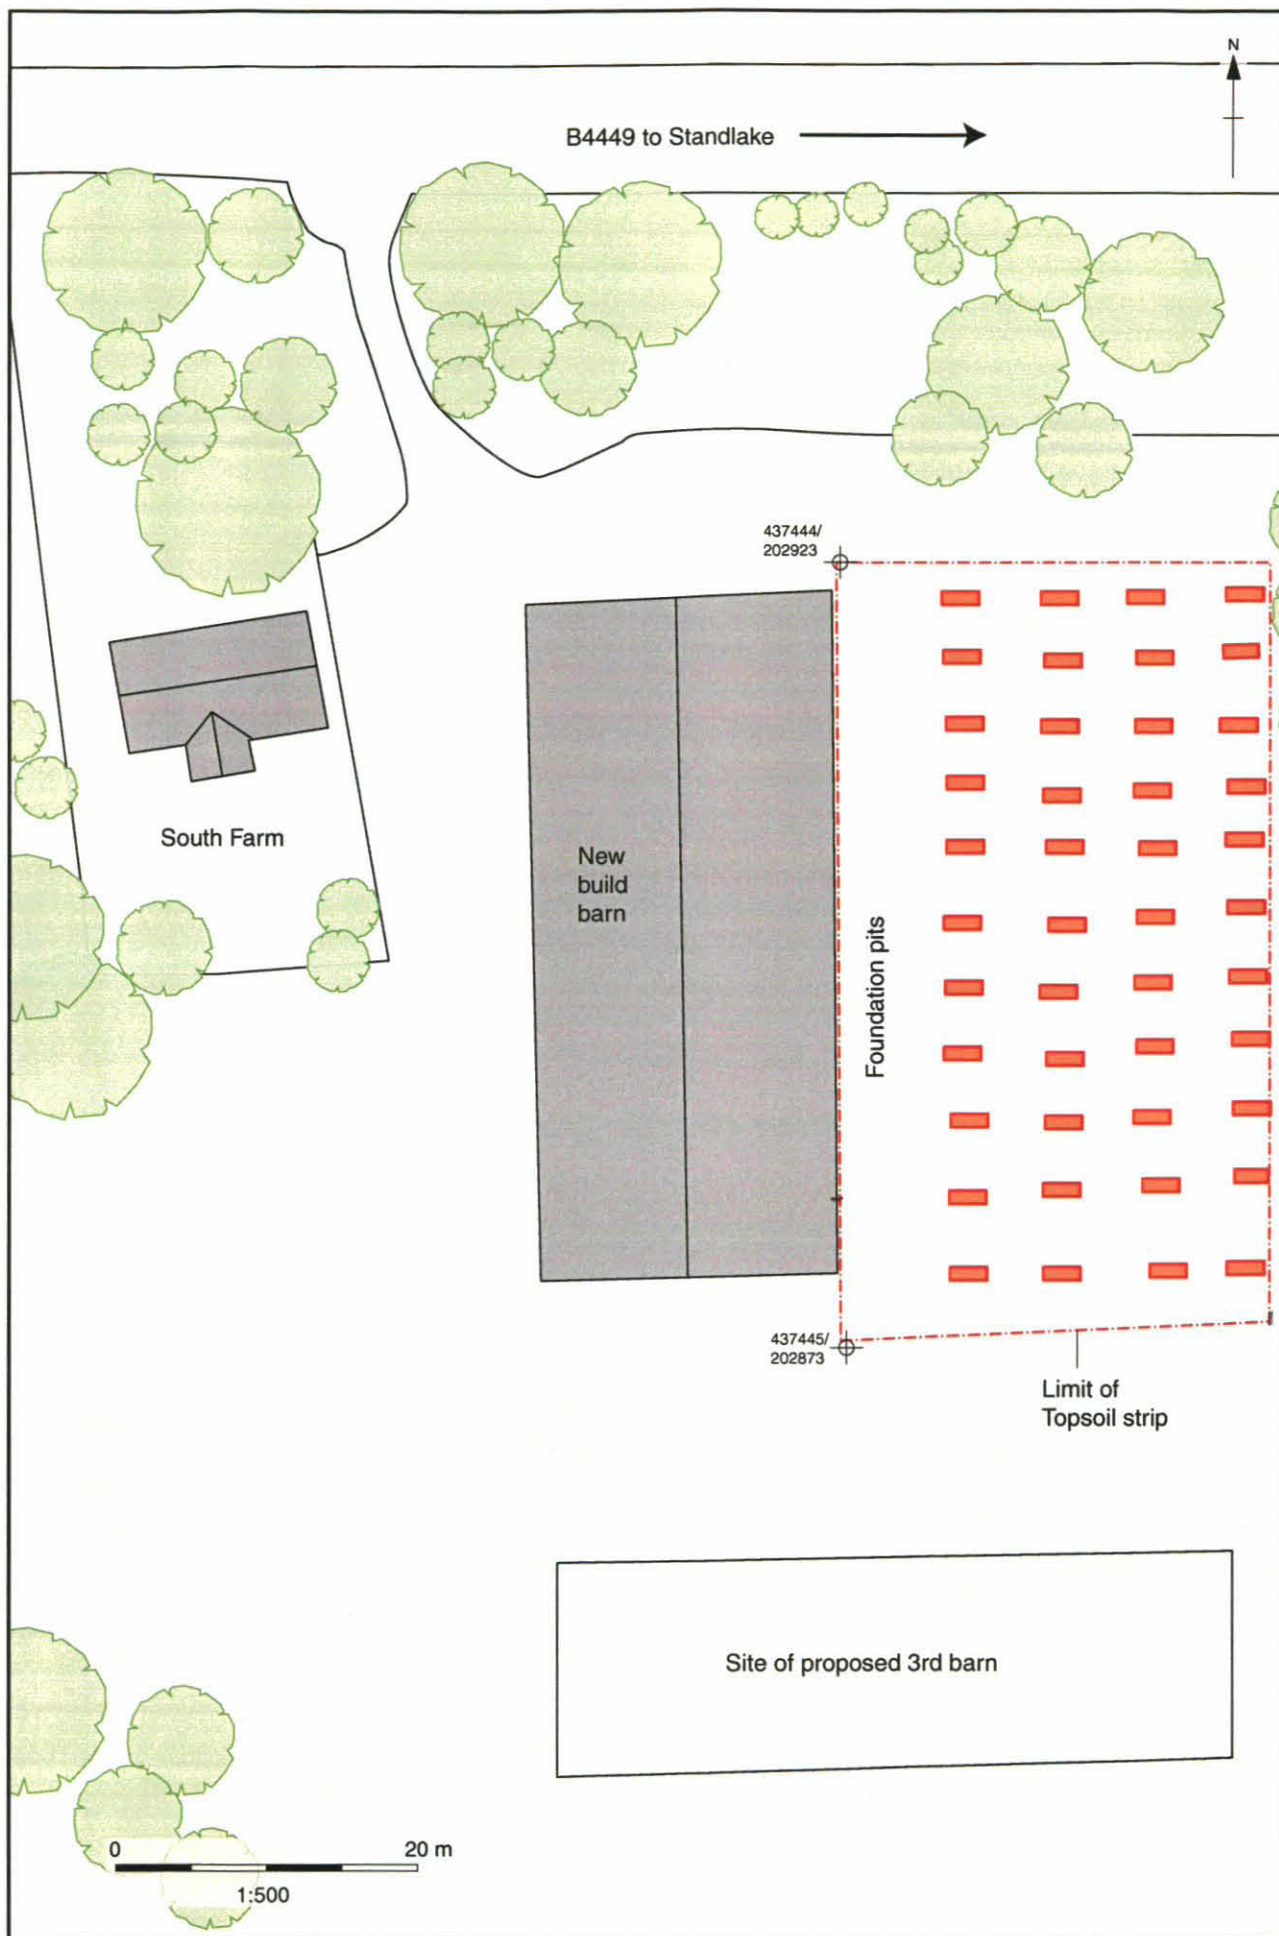 N
B4449 to Standlake
437444/
202923
South Farm
New
build
barn
Foundation pits
437445/
202873
Limit of
Topsoil strip
Site of proposed 3rd barn
0 20 m
1:500